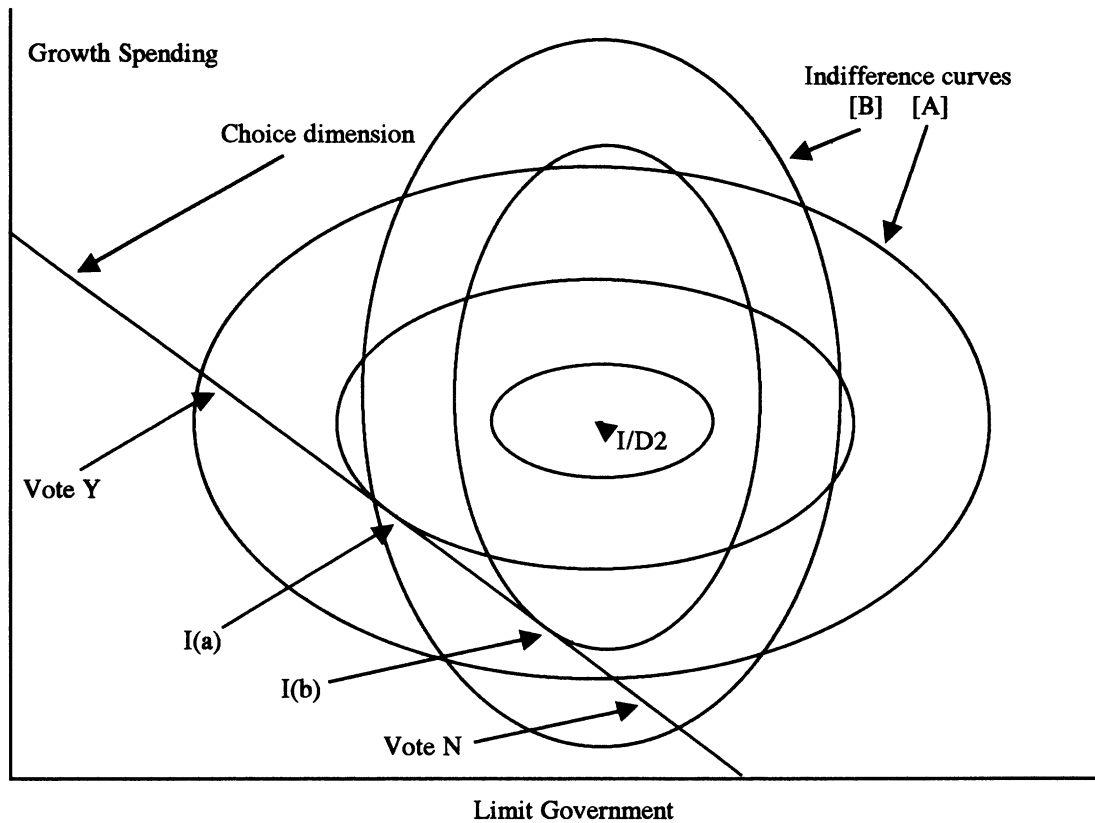 Growth Spending
Indifference curves
[B] [A]
Choice dimension
I/D2
Vote Y
I(a)
I(b)
Vote N
Limit Government